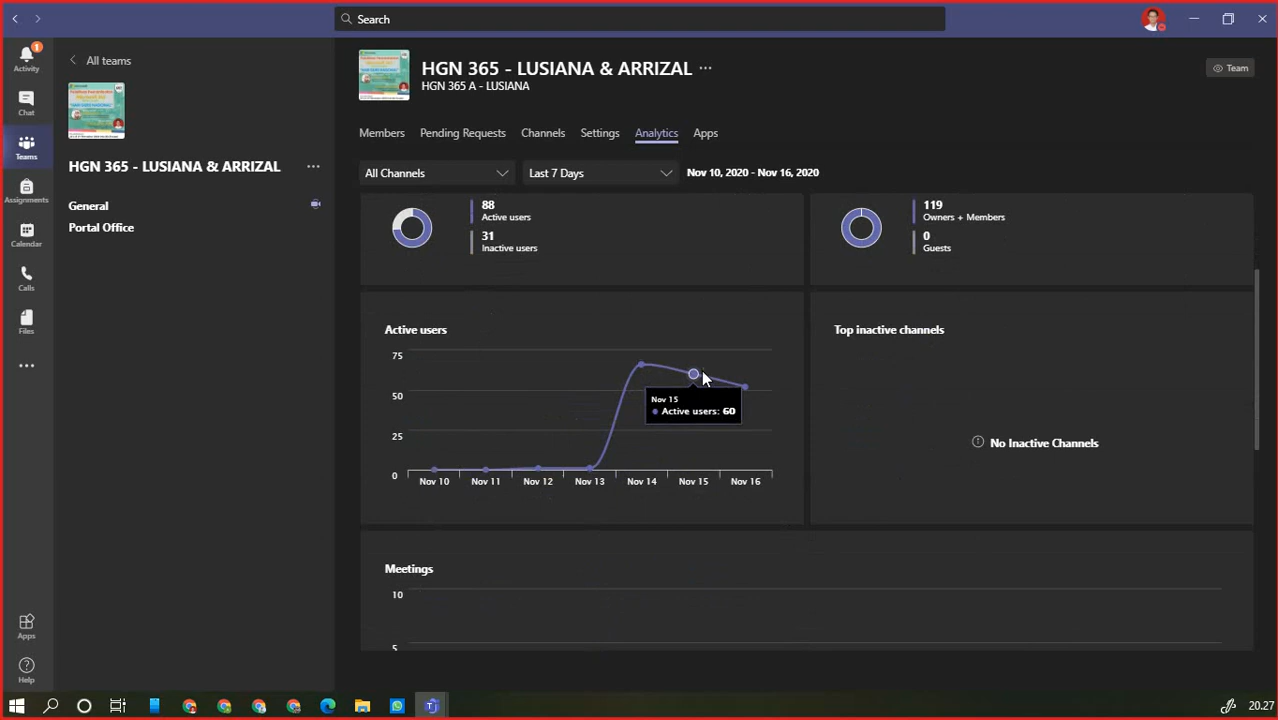 Search
Activity
1
Chat
Teams
Assignments
Calendar
Calls
Files
Apps
Help
All teams
HGN 365 - LUSIANA & ARRIZAL
General
Portal Office
HGN 365 - LUSIANA & ARRIZAL
HGN 365 A - LUSIANA
Team
Members Pending Requests Channels Settings Analytics Apps
All Channels Last 7 Days Nov 10, 2020 - Nov 16, 2020
88
Active users
31
Inactive users
119
Owners + Members
0
Guests
Active users
75
50
25
0
Nov 10 Nov 11 Nov 12 Nov 13 Nov 14 Nov 15 Nov 16
Nov 15
Active users: 60
Top inactive channels
No Inactive Channels
Meetings
10
5
20.27